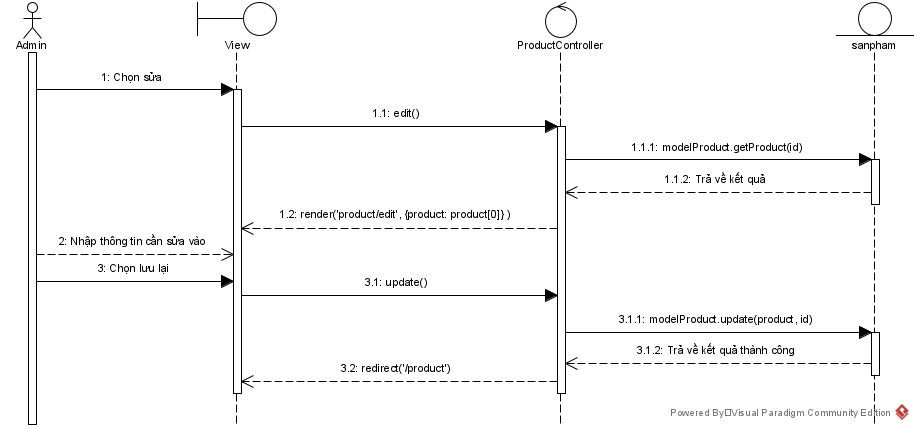 Admin
View
ProductController
sanpham
1: Chọn sửa
1.1: edit()
1.1.1: modelProduct.getProduct(id)
1.1.2: Trả về kết quả
1.2: render('product/edit', {product: product[0]} )
2: Nhập thông tin cần sửa vào
3: Chọn lưu lại
3.1: update()
3.1.1: modelProduct.update(product, id)
3.1.2: Trả về kết quả thành công
3.2: redirect('/product')
Powered By□Visual Paradigm Community Edition